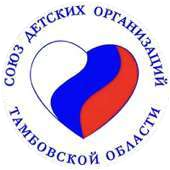 СОЮЗ ДЕТСКИХ ОРГАНИЗАЦИЙ
ТАМБОВСКОЙ ОБЛАСТИ